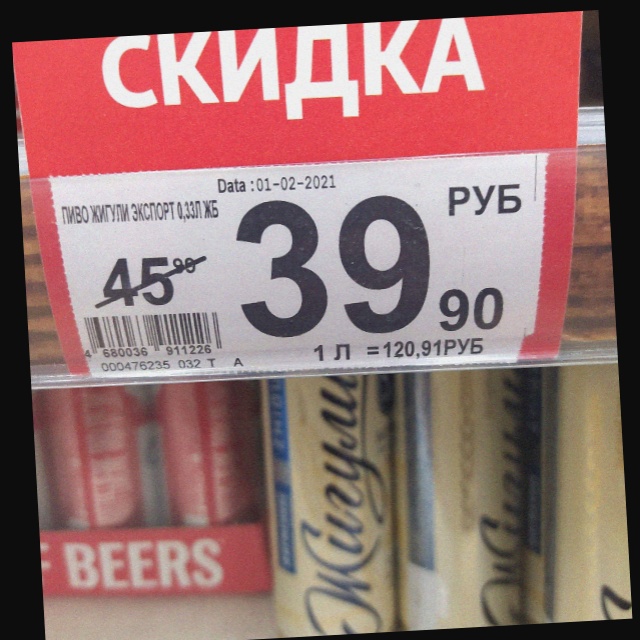 СКИДКА
Data :01-02-2021
ПИВО ЖИГУЛИ ЭКСПОРТ 0,33Л ЖБ
РУБ
45 90
39 90
4 680036 911226
1 Л =120,91РУБ
000476235 032 Т А
F BEERS
Жигули
Жигули